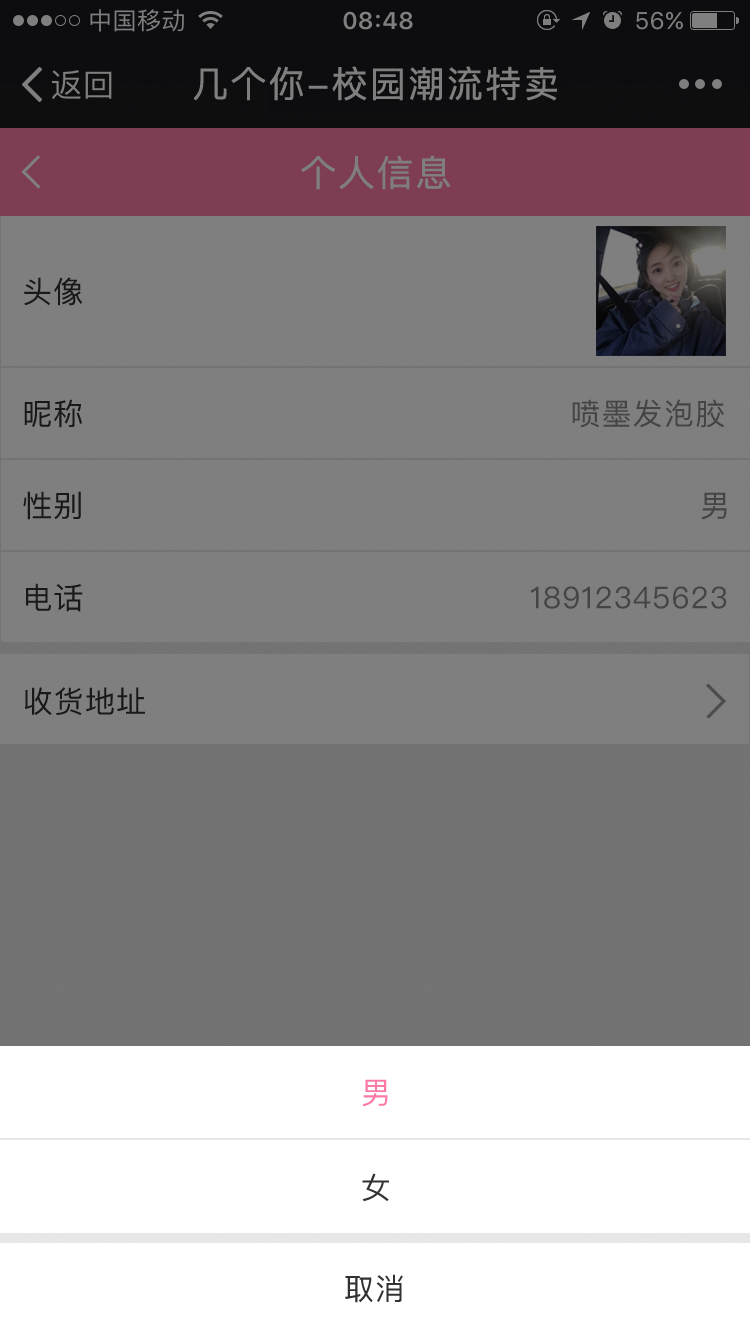 中国移动 08:48 56%
返回 几个你-校园潮流特卖
个人信息
头像
昵称 喷墨发泡胶
性别 男
电话 18912345623
收货地址
男
女
取消